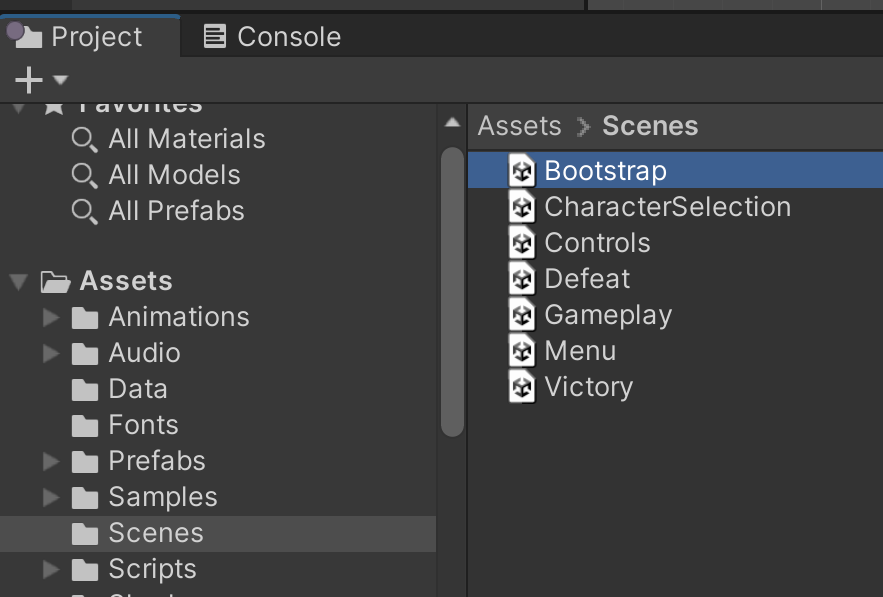 Project
Console
Favorites
All Materials
All Models
All Prefabs
Assets
Animations
Audio
Data
Fonts
Prefabs
Samples
Scenes
Scripts
Assets > Scenes
Bootstrap
CharacterSelection
Controls
Defeat
Gameplay
Menu
Victory